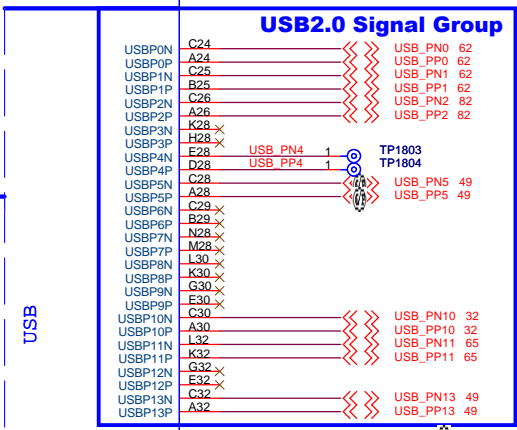 USB2.0 Signal Group
USBP0N C24 USB_PN0 62
USBP0P A24 USB_PP0 62
USBP1N C25 USB_PN1 62
USBP1P B25 USB_PP1 62
USBP2N C26 USB_PN2 82
USBP2P A26 USB_PP2 82
USBP3N K28
USBP3P H28
USBP4N E28 USB_PN4 1 TP1803
USBP4P D28 USB_PP4 1 TP1804
USBP5N C28 USB_PN5 49
USBP5P A28 USB_PP5 49
USBP6N C29
USBP6P B29
USBP7N N28
USBP7P M28
USBP8N L30
USBP8P K30
USBP9N G30
USBP9P E30
USBP10N C30 USB_PN10 32
USBP10P A30 USB_PP10 32
USBP11N L32 USB_PN11 65
USBP11P K32 USB_PP11 65
USBP12N G32
USBP12P E32
USBP13N C32 USB_PN13 49
USBP13P A32 USB_PP13 49
USB